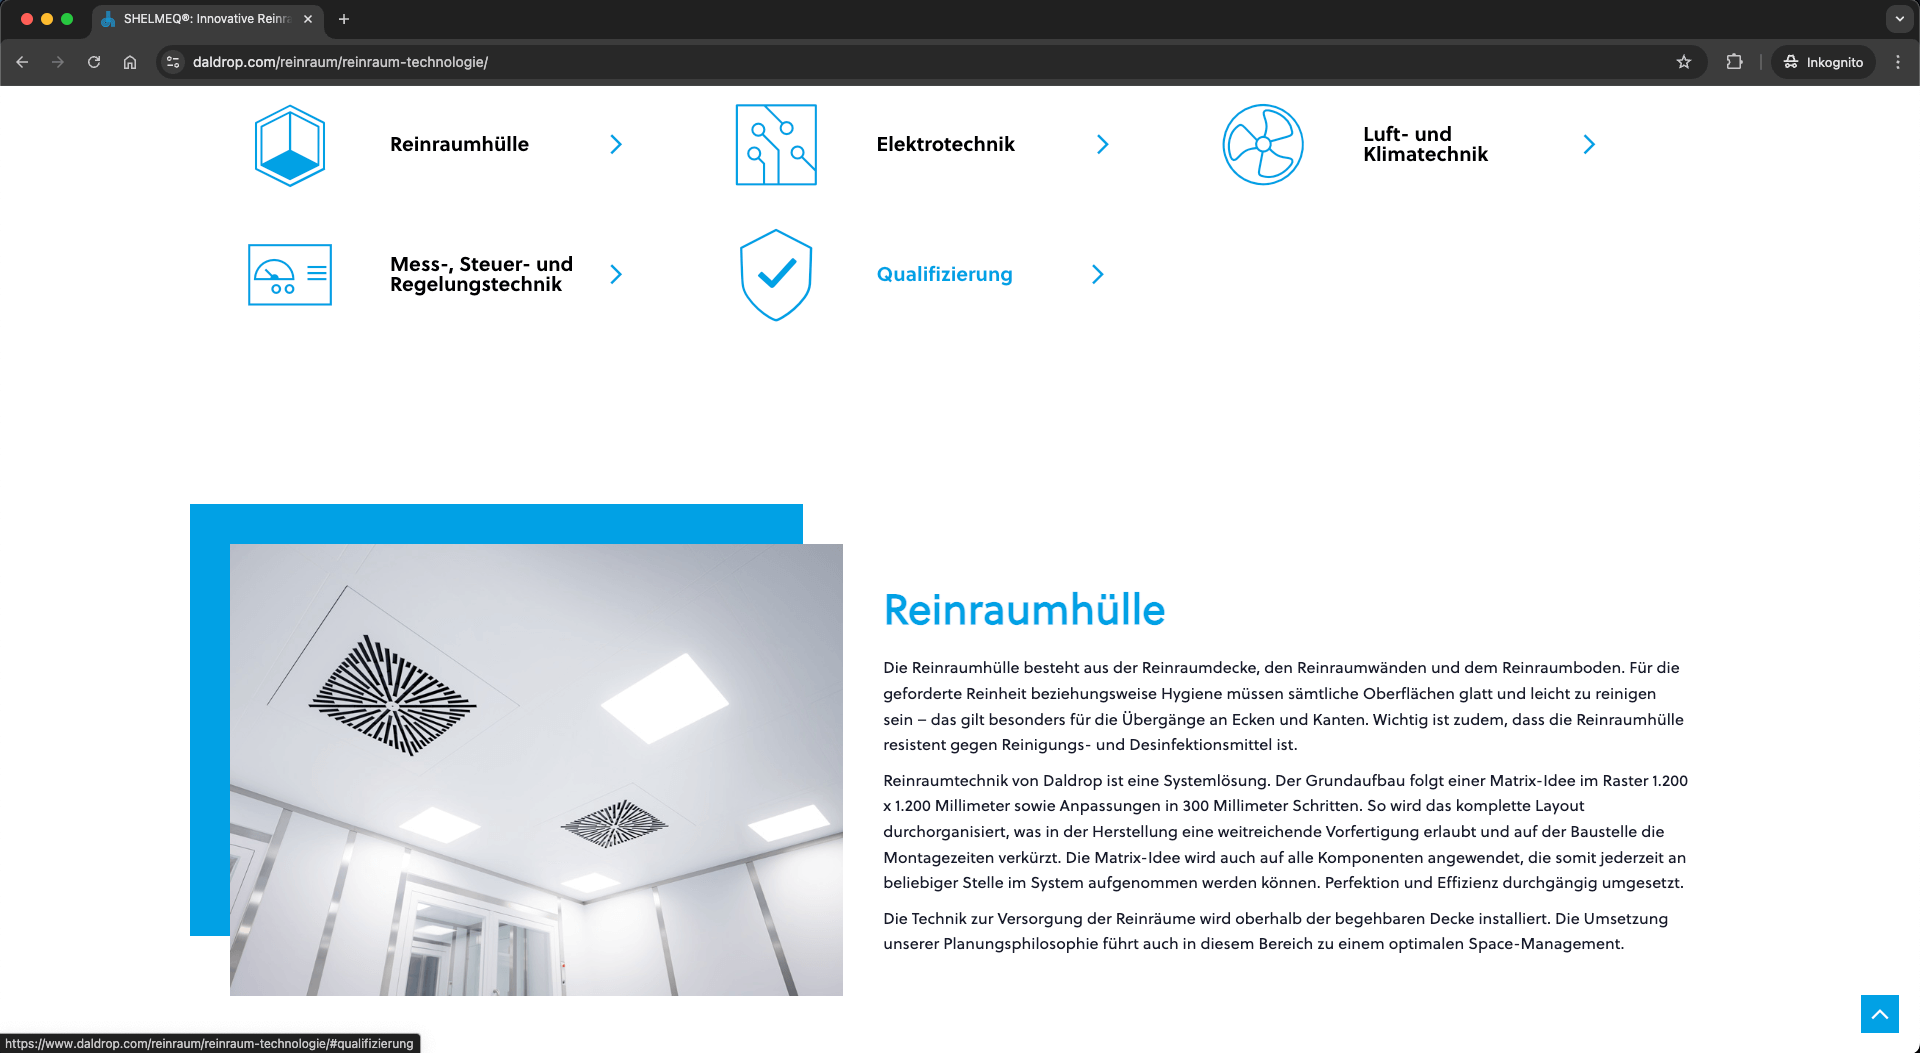 SHELMEQ®: Innovative Reinra
daldrop.com/reinraum/reinraum-technologie/
Inkognito
Reinraumhülle
Elektrotechnik
Luft- und
Klimatechnik
Mess-, Steuer- und
Regelungstechnik
Qualifizierung
Reinraumhülle
Die Reinraumhülle besteht aus der Reinraumdecke, den Reinraumwänden und dem Reinraumboden. Für die
geforderte Reinheit beziehungsweise Hygiene müssen sämtliche Oberflächen glatt und leicht zu reinigen
sein – das gilt besonders für die Übergänge an Ecken und Kanten. Wichtig ist zudem, dass die Reinraumhülle
resistent gegen Reinigungs- und Desinfektionsmittel ist.
Reinraumtechnik von Daldrop ist eine Systemlösung. Der Grundaufbau folgt einer Matrix-Idee im Raster 1.200
x 1.200 Millimeter sowie Anpassungen in 300 Millimeter Schritten. So wird das komplette Layout
durchorganisiert, was in der Herstellung eine weitreichende Vorfertigung erlaubt und auf der Baustelle die
Montagezeiten verkürzt. Die Matrix-Idee wird auch auf alle Komponenten angewendet, die somit jederzeit an
beliebiger Stelle im System aufgenommen werden können. Perfektion und Effizienz durchgängig umgesetzt.
Die Technik zur Versorgung der Reinräume wird oberhalb der begehbaren Decke installiert. Die Umsetzung
unserer Planungsphilosophie führt auch in diesem Bereich zu einem optimalen Space-Management.
https://www.daldrop.com/reinraum/reinraum-technologie/#qualifizierung